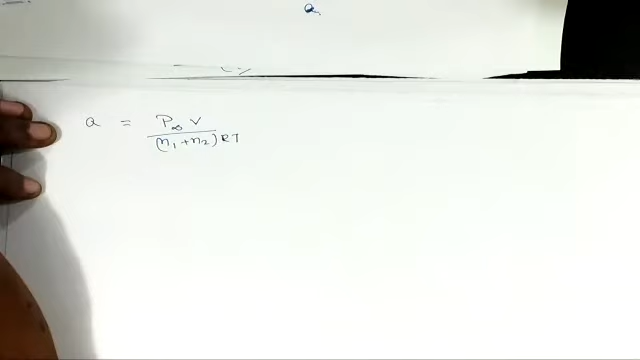 a = P∞ V
(n1 + n2) RT